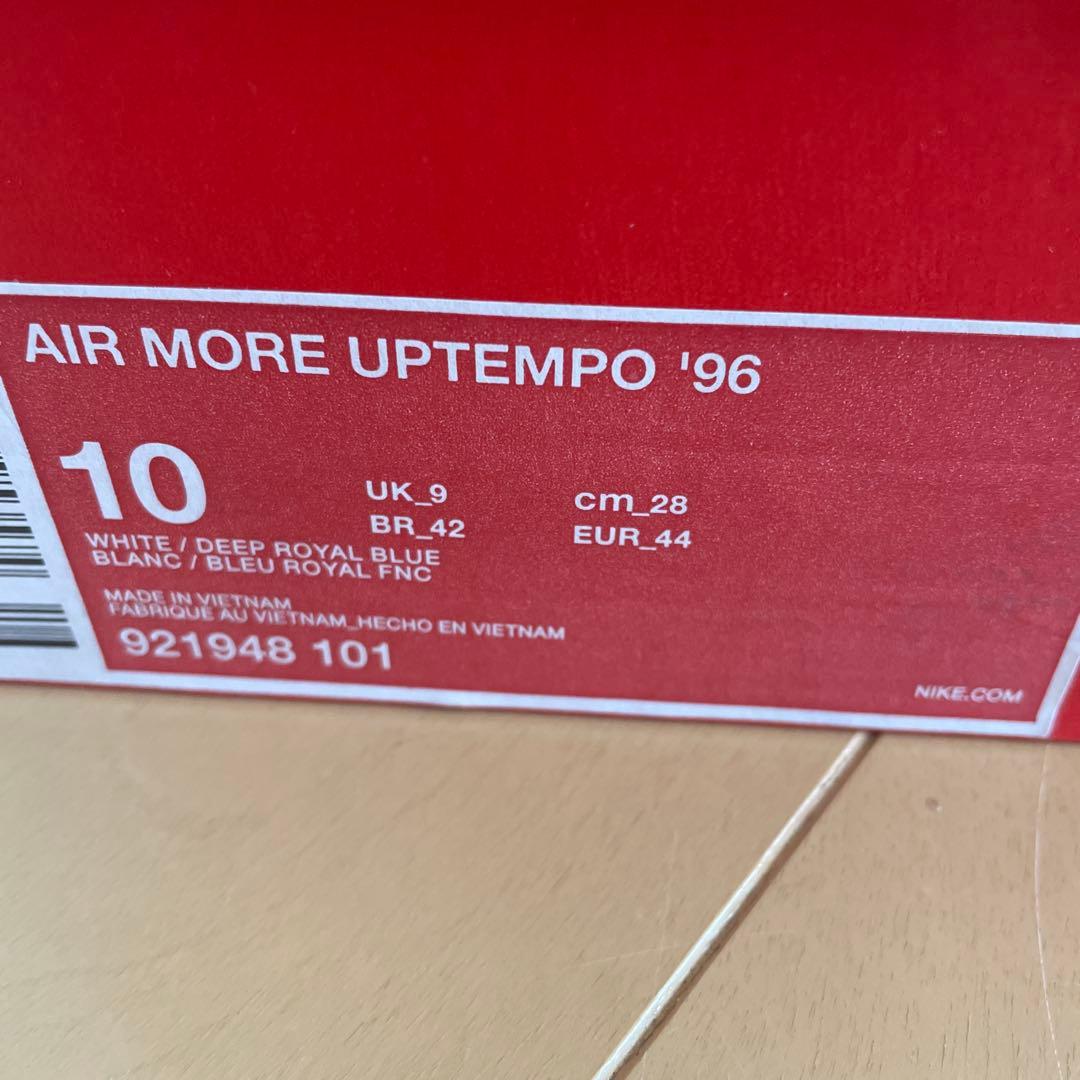 AIR MORE UPTEMPO '96
10
UK_9 cm_28
BR_42 EUR_44
WHITE / DEEP ROYAL BLUE
BLANC / BLEU ROYAL FNC
MADE IN VIETNAM
FABRIQUE AU VIETNAM_HECHO EN VIETNAM
921948 101
NIKE.COM